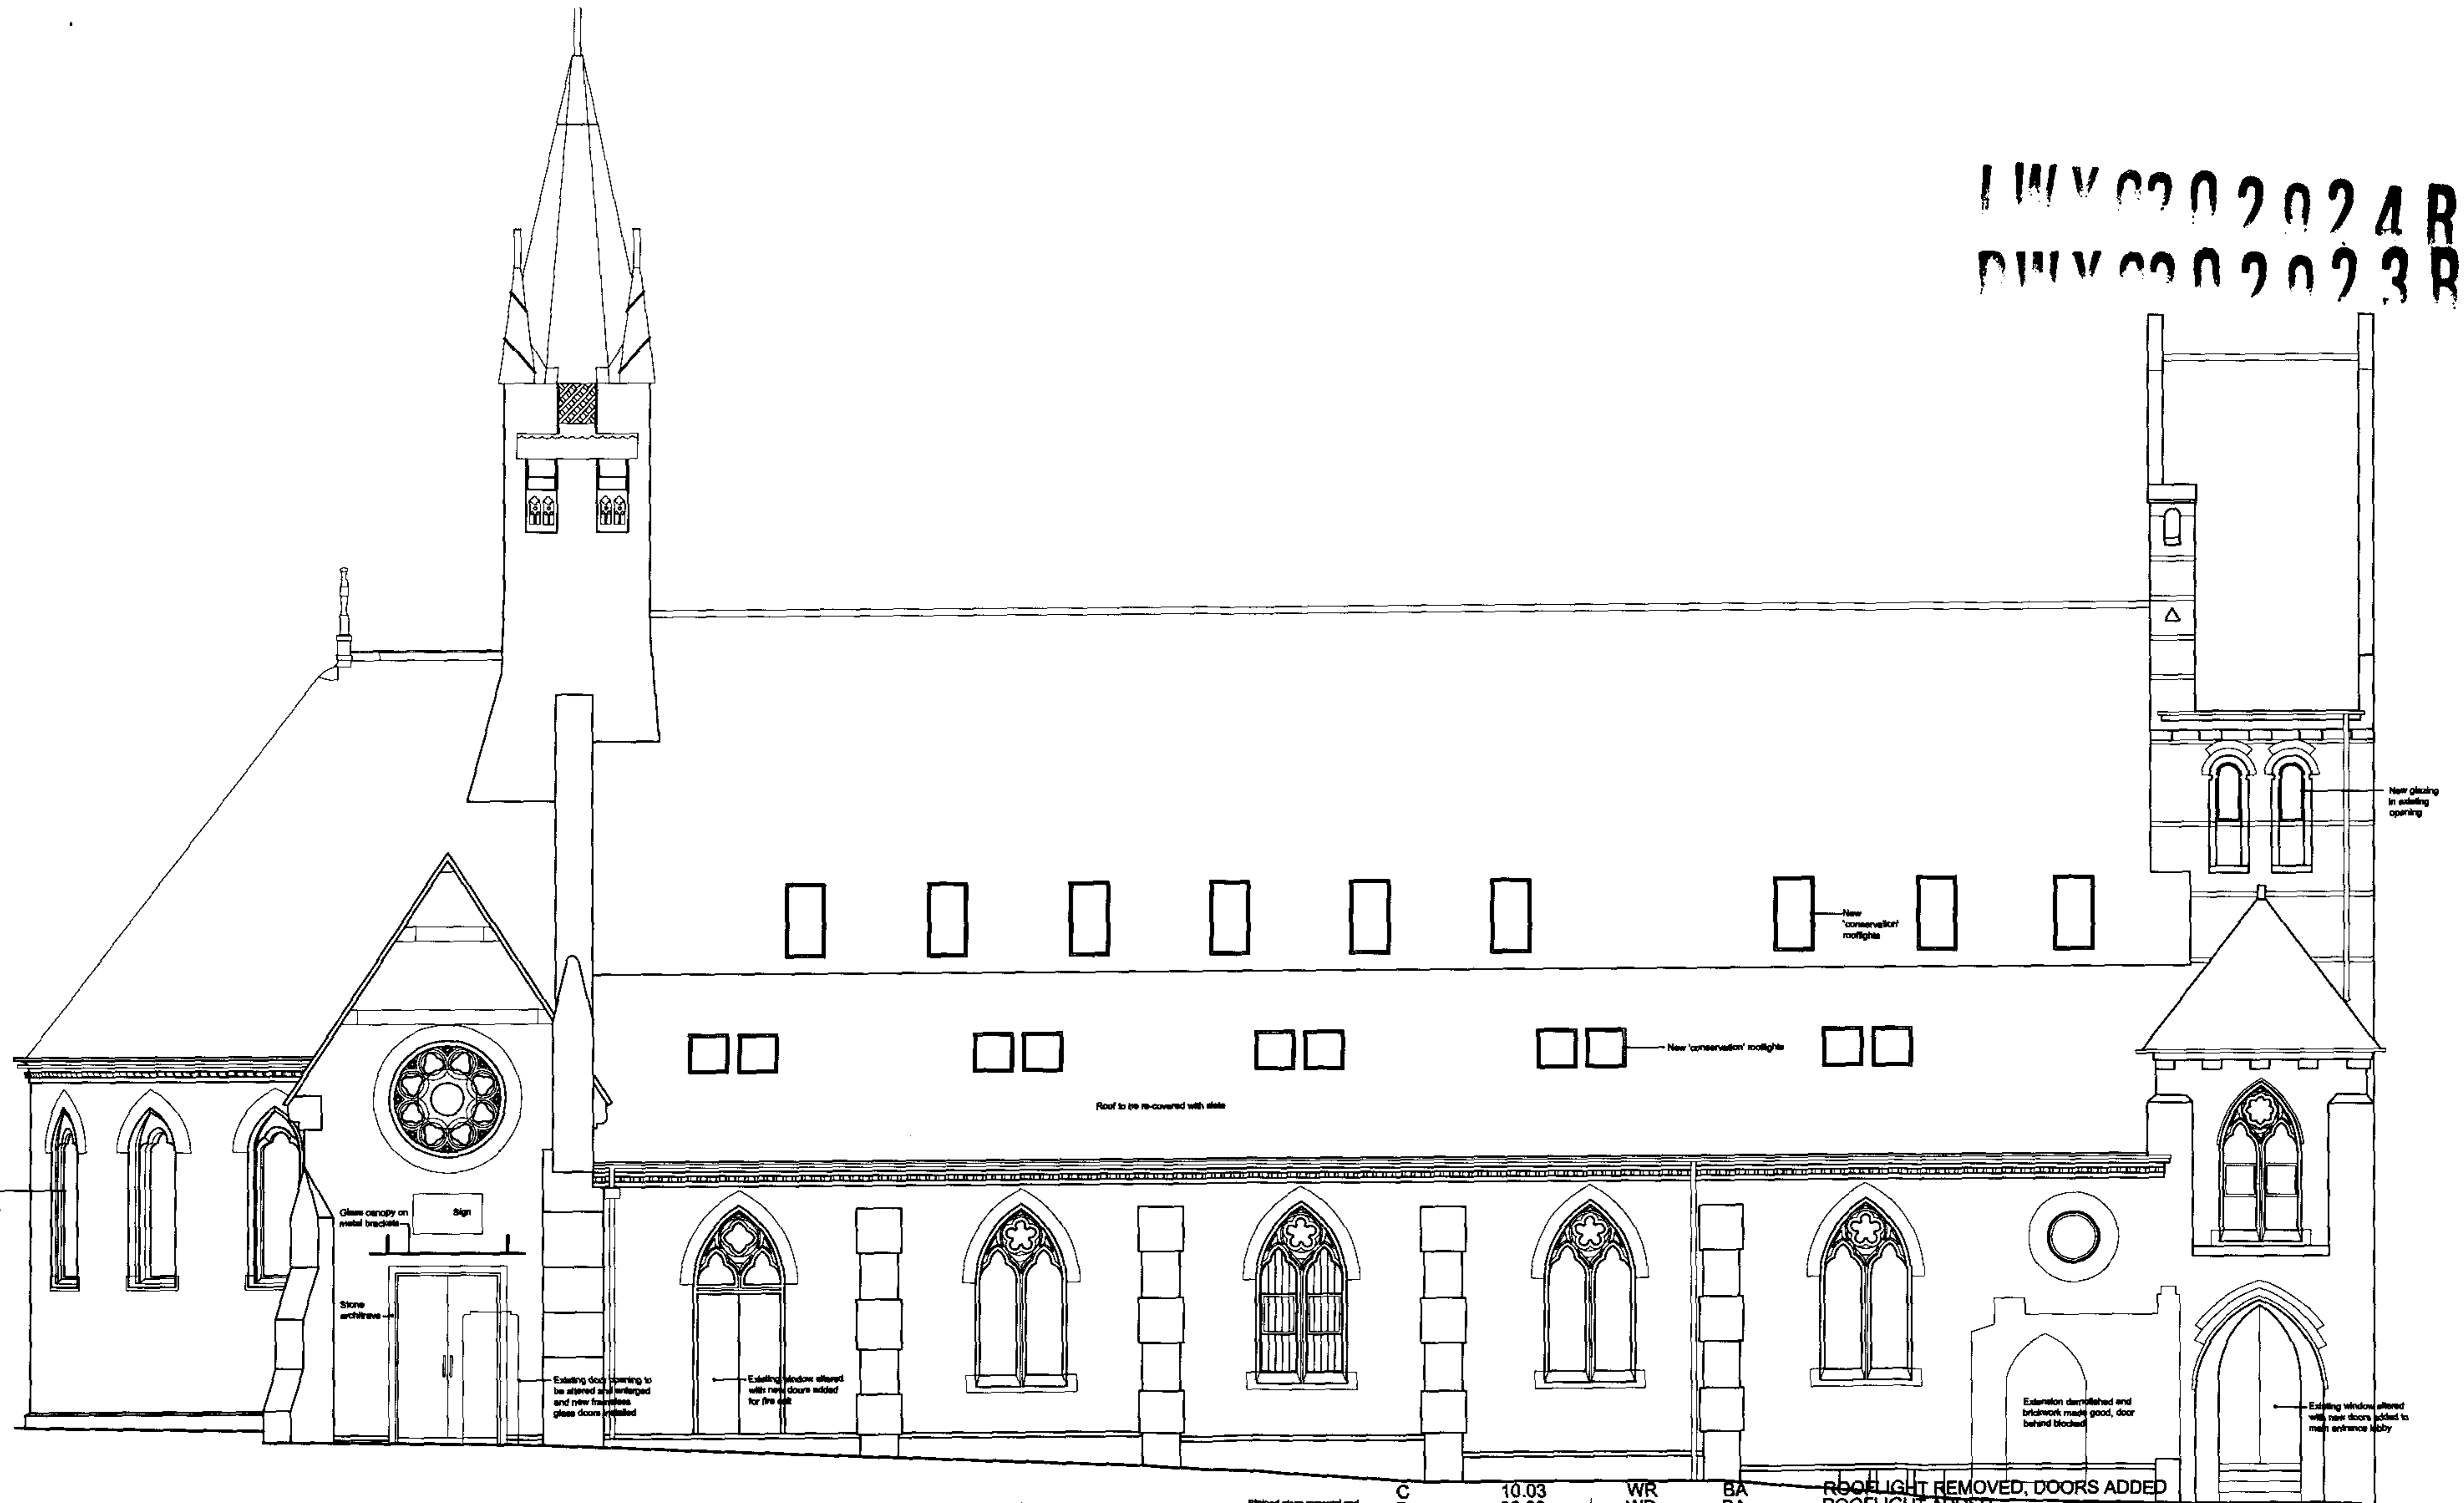 New glazing
in existing
opening
New
'conservation'
rooflights
New 'conservation' rooflights
Roof to be re-covered with slate
Glass canopy on
metal brackets
Sign
Stone
architrave
Existing door opening to
be altered and enlarged
and new frameless
glass doors installed
Existing window altered
with new doors added
for fire exit
Extension demolished and
brickwork made good, door
behind blocked
Existing window altered
with new doors added to
main entrance lobby
C 10.03 WR BA ROOFLIGHT REMOVED, DOORS ADDED